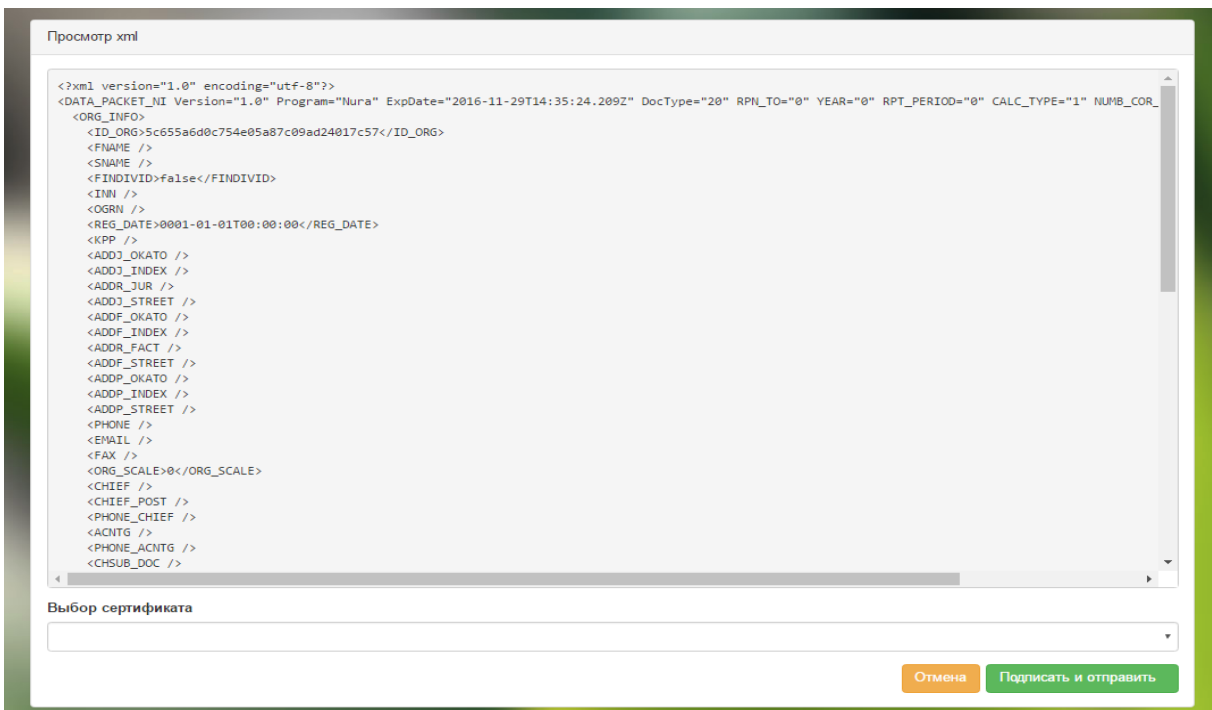 Просмотр xml
<?xml version="1.0" encoding="utf-8"?>
<DATA_PACKET_NI Version="1.0" Program="Nura" ExpDate="2016-11-29T14:35:24.209Z" DocType="20" RPN_TO="0" YEAR="0" RPT_PERIOD="0" CALC_TYPE="1" NUMB_COR_
<ORG_INFO>
<ID_ORG>5c655a6d0c754e05a87c09ad24017c57</ID_ORG>
<FNAME />
<SNAME />
<FINDIVID>false</FINDIVID>
<INN />
<OGRN />
<REG_DATE>0001-01-01T00:00:00</REG_DATE>
<KPP />
<ADDJ_OKATO />
<ADDJ_INDEX />
<ADDR_JUR />
<ADDJ_STREET />
<ADDF_OKATO />
<ADDF_INDEX />
<ADDR_FACT />
<ADDF_STREET />
<ADDP_OKATO />
<ADDP_INDEX />
<ADDP_STREET />
<PHONE />
<EMAIL />
<FAX />
<ORG_SCALE>0</ORG_SCALE>
<CHIEF />
<CHIEF_POST />
<PHONE_CHIEF />
<ACNTG />
<PHONE_ACNTG />
<CHSUB_DOC />
Выбор сертификата
Отмена
Подписать и отправить